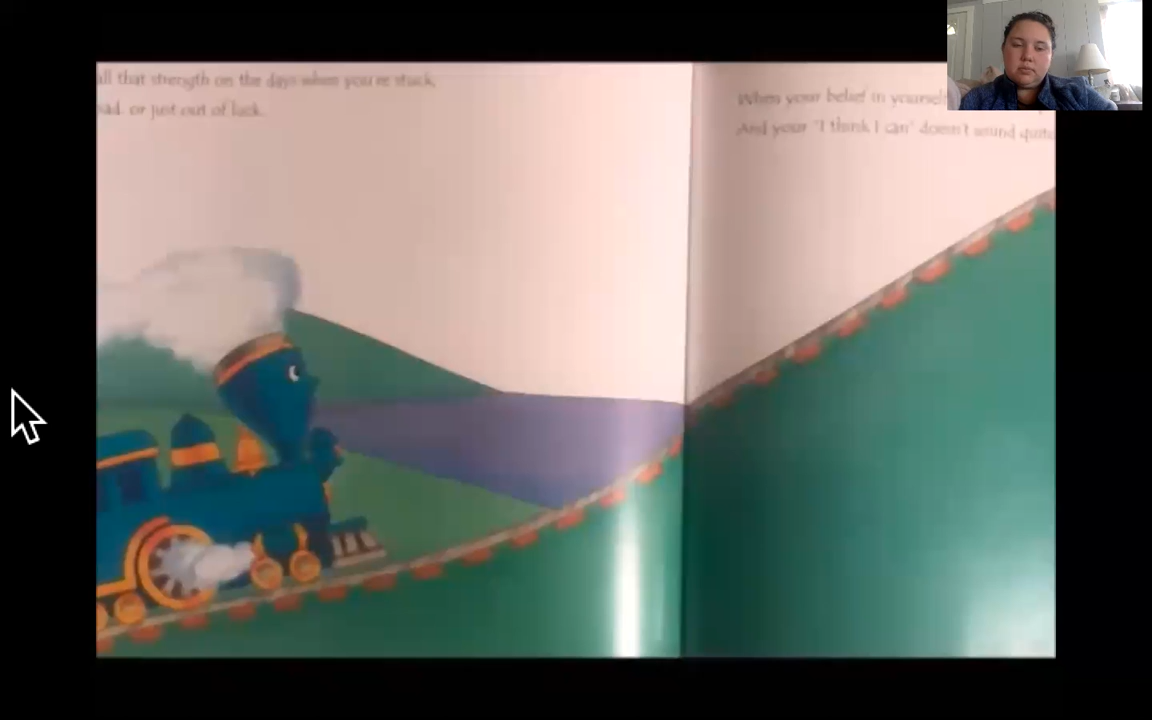 all that strength on the days when you're stuck,
sad, or just out of luck.
When your belief in yourself
And your "I think I can" doesn't sound quite